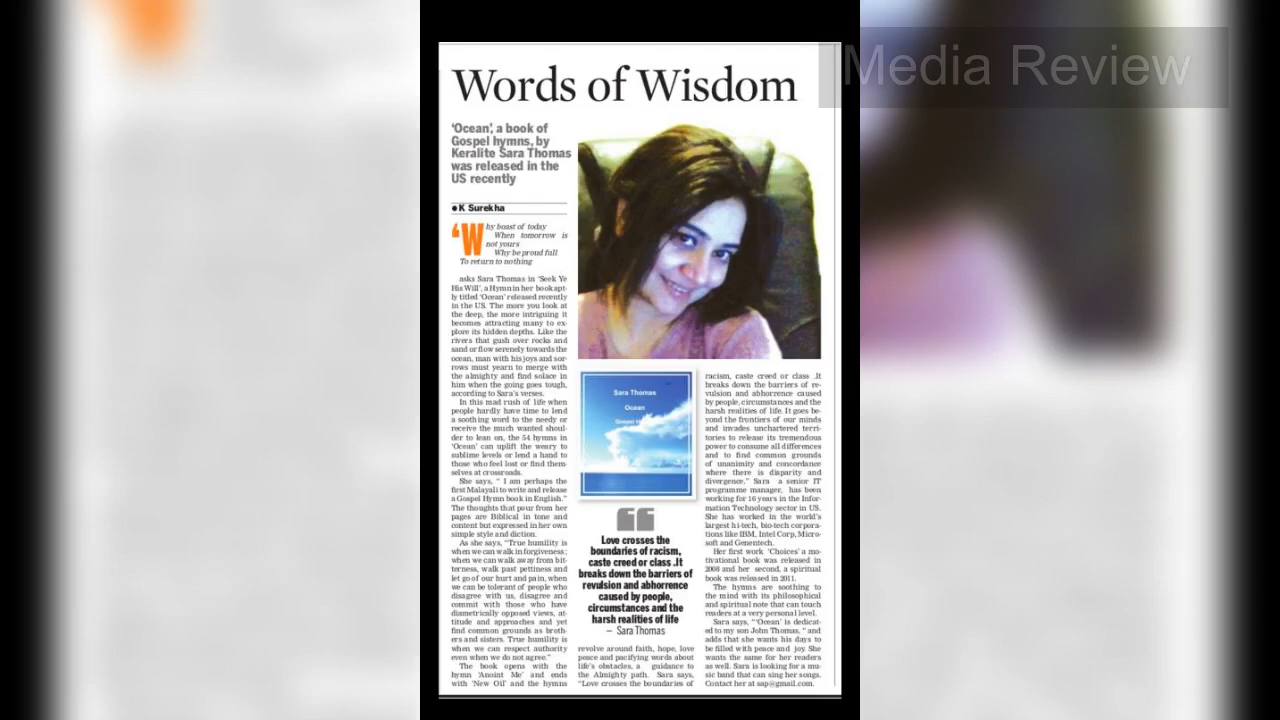 Media Review
Words of Wisdom
‘Ocean’, a book of
Gospel hymns, by
Keralite Sara Thomas
was released in the
US recently
● K Surekha
‘Why boast of today
When tomorrow is
not yours
Why be proud full
To return to nothing
asks Sara Thomas in ‘Seek Ye
His Will’, a Hymn in her book apt-
ly titled ‘Ocean’ released recently
in the US. The more you look at
the deep, the more intriguing it
becomes attracting many to ex-
plore its hidden depths. Like the
rivers that gush over rocks and
sand or flow serenely towards the
ocean, man with his joys and sor-
rows must yearn to merge with
the almighty and find solace in
him when the going goes tough,
according to Sara's verses.
In this mad rush of life when
people hardly have time to lend
a soothing word to the needy or
receive the much wanted shoul-
der to lean on, the 54 hymns in
‘Ocean’ can uplift the weary to
sublime levels or lend a hand to
those who feel lost or find them-
selves at crossroads.
She says, “ I am perhaps the
first Malayali to write and release
a Gospel Hymn book in English.”
The thoughts that pour from her
pages are Biblical in tone and
content but expressed in her own
simple style and diction.
As she says, “True humility is
when we can walk in forgiveness;
when we can walk away from bit-
terness, walk past pettiness and
let go of our hurt and pain, when
we can be tolerant of people who
disagree with us, disagree and
commit with those who have
diametrically opposed views, at-
titude and approaches and yet
find common grounds as broth-
ers and sisters. True humility is
when we can respect authority
even when we do not agree.”
The book opens with the
hymn ‘Anoint Me’ and ends
with ‘New Oil’ and the hymns
Sara Thomas
Ocean
Gospel
Love crosses the
boundaries of racism,
caste creed or class .It
breaks down the barriers of
revulsion and abhorrence
caused by people,
circumstances and the
harsh realities of life
— Sara Thomas
revolve around faith, hope, love
peace and pacifying words about
life's obstacles, a guidance to
the Almighty path. Sara says,
“Love crosses the boundaries of
racism, caste creed or class .It
breaks down the barriers of re-
vulsion and abhorrence caused
by people, circumstances and the
harsh realities of life. It goes be-
yond the frontiers of our minds
and invades unchartered terri-
tories to release its tremendous
power to consume all differences
and to find common grounds
of unanimity and concordance
where there is disparity and
divergence.” Sara a senior IT
programme manager, has been
working for 16 years in the Infor-
mation Technology sector in US.
She has worked in the world's
largest hi-tech, bio-tech corpora-
tions like IBM, Intel Corp, Micro-
soft and Genentech.
Her first work ‘Choices’ a mo-
tivational book was released in
2008 and her second, a spiritual
book was released in 2011.
The hymns are soothing to
the mind with its philosophical
and spiritual note that can touch
readers at a very personal level.
Sara says, “‘Ocean’ is dedicat-
ed to my son John Thomas, “ and
adds that she wants his days to
be filled with peace and joy. She
wants the same for her readers
as well. Sara is looking for a mu-
sic band that can sing her songs.
Contact her at sap@gmail.com.